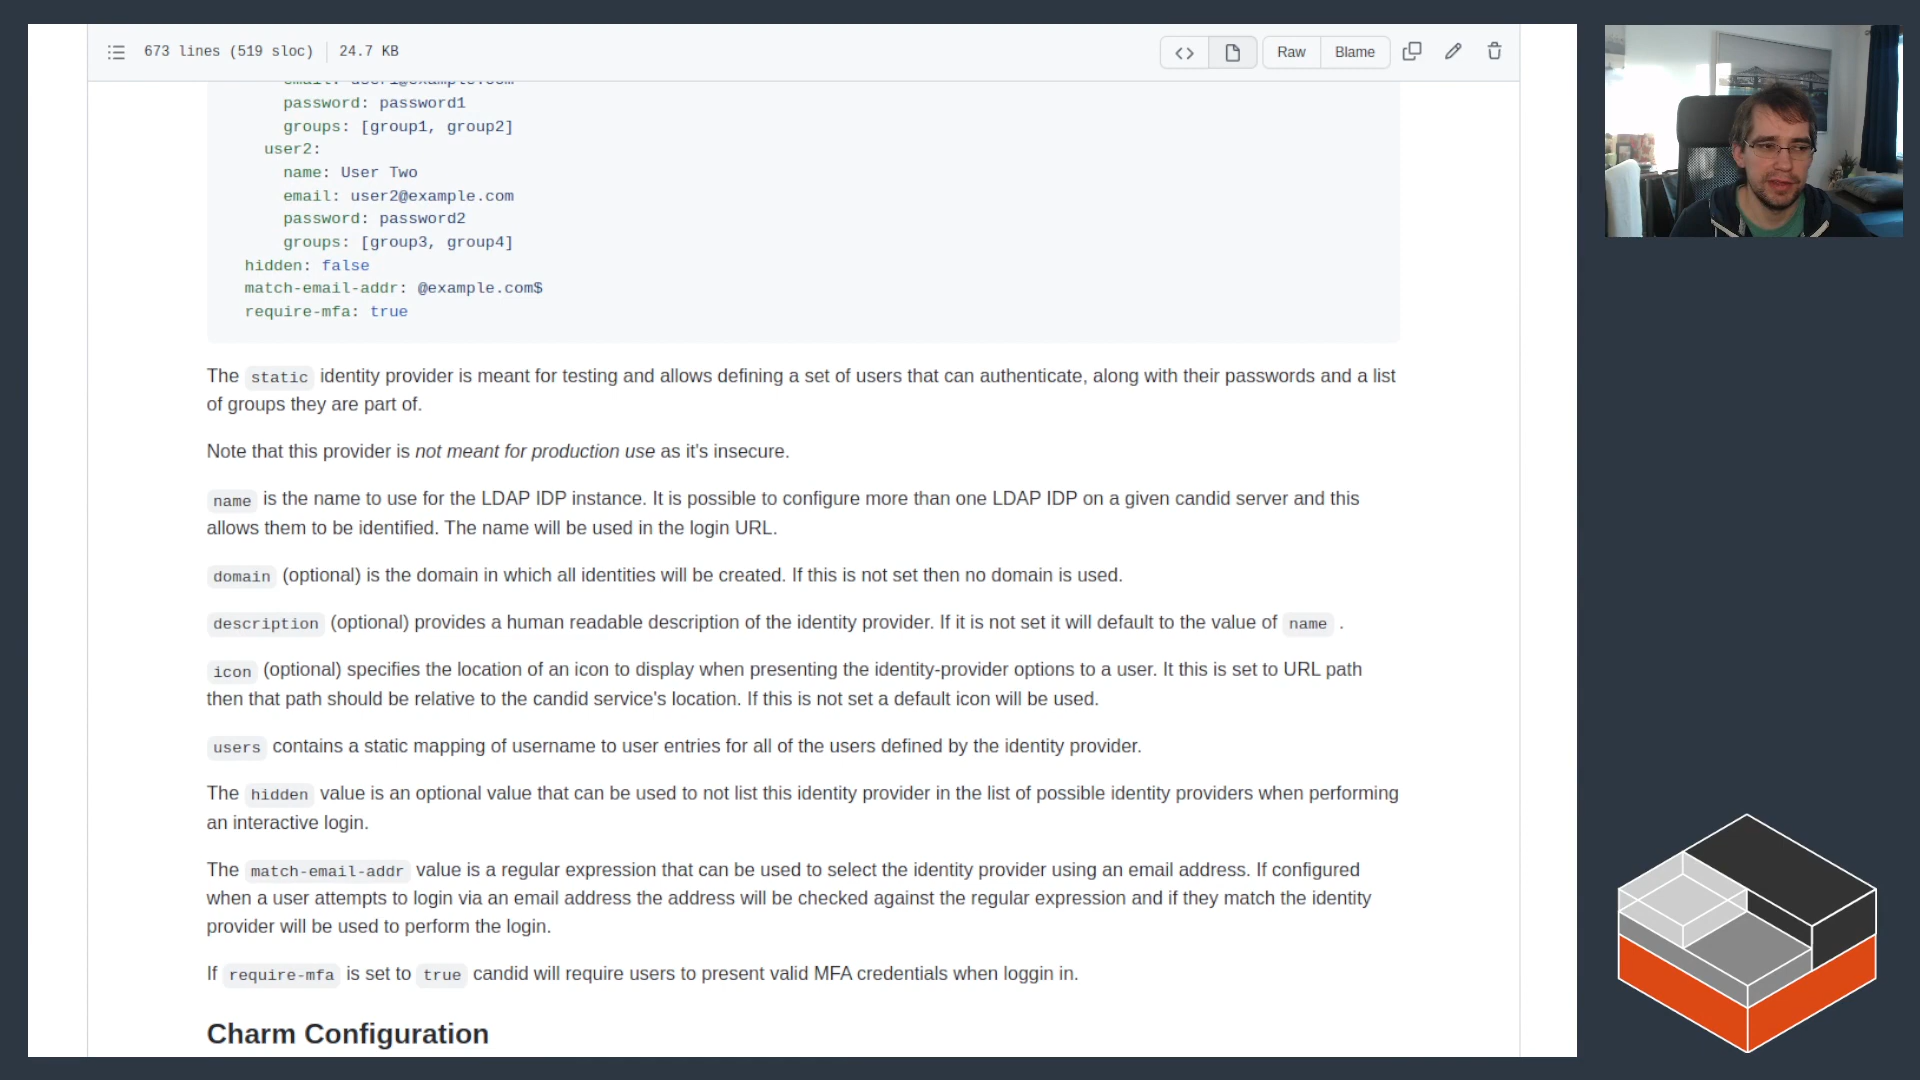 673 lines (519 sloc) 24.7 KB Raw Blame
email: user1@example.com
password: password1
groups: [group1, group2]
user2:
name: User Two
email: user2@example.com
password: password2
groups: [group3, group4]
hidden: false
match-email-addr: @example.com$
require-mfa: true
The static identity provider is meant for testing and allows defining a set of users that can authenticate, along with their passwords and a list
of groups they are part of.
Note that this provider is not meant for production use as it's insecure.
name is the name to use for the LDAP IDP instance. It is possible to configure more than one LDAP IDP on a given candid server and this
allows them to be identified. The name will be used in the login URL.
domain (optional) is the domain in which all identities will be created. If this is not set then no domain is used.
description (optional) provides a human readable description of the identity provider. If it is not set it will default to the value of name .
icon (optional) specifies the location of an icon to display when presenting the identity-provider options to a user. It this is set to URL path
then that path should be relative to the candid service's location. If this is not set a default icon will be used.
users contains a static mapping of username to user entries for all of the users defined by the identity provider.
The hidden value is an optional value that can be used to not list this identity provider in the list of possible identity providers when performing
an interactive login.
The match-email-addr value is a regular expression that can be used to select the identity provider using an email address. If configured
when a user attempts to login via an email address the address will be checked against the regular expression and if they match the identity
provider will be used to perform the login.
If require-mfa is set to true candid will require users to present valid MFA credentials when loggin in.
Charm Configuration